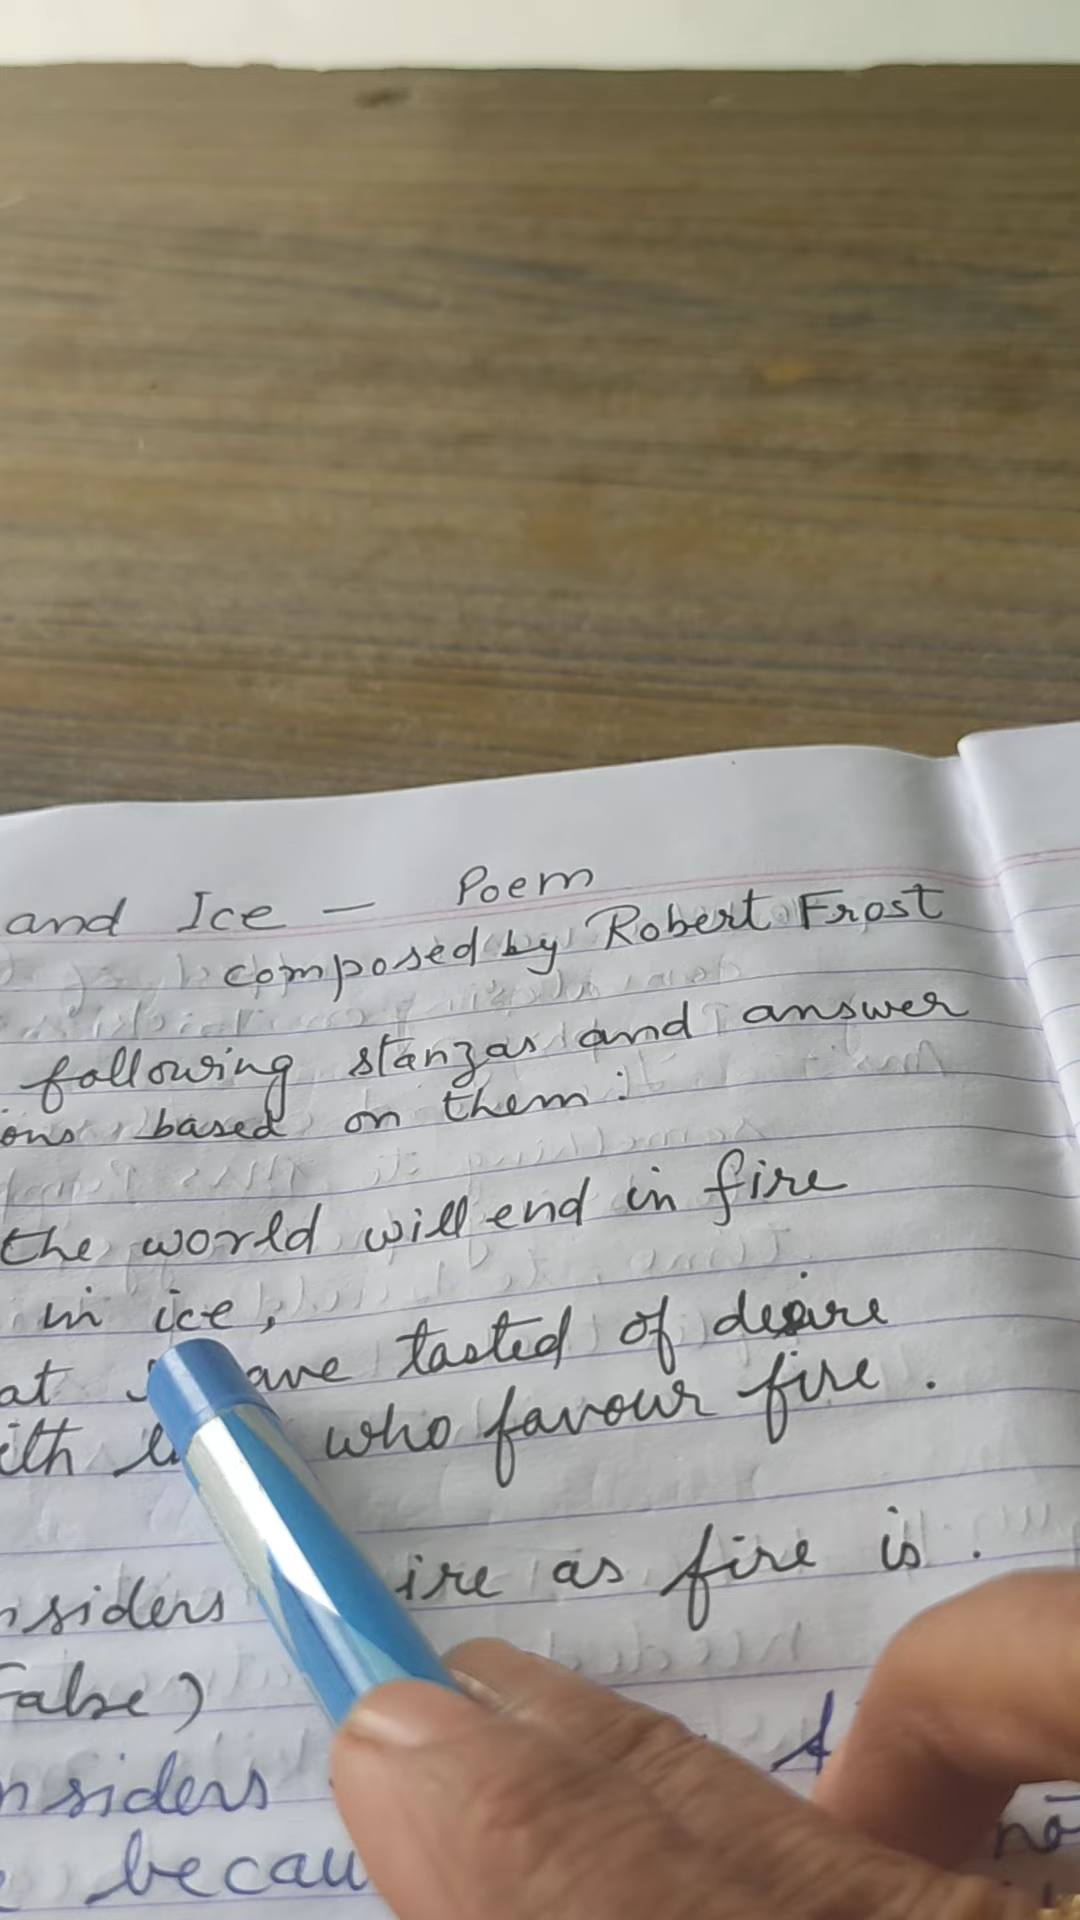 and Ice — Poem
composed by Robert Frost
following stanzas and answer
ons based on them:
the world will end in fire
in ice,
at I ave tasted of desire
ith who favour fire.
nsiders ire as fire is.
False)
nsiders
becau
no